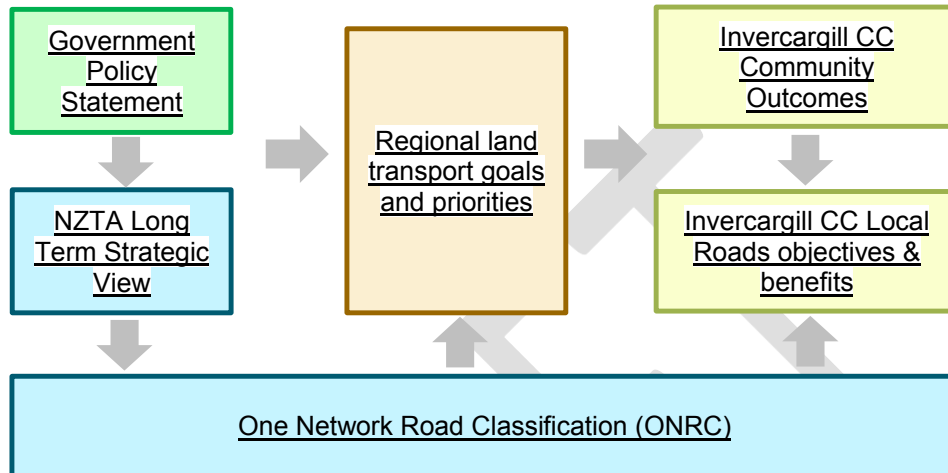 Government
Policy
Statement
NZTA Long
Term Strategic
View
Regional land
transport goals
and priorities
Invercargill CC
Community
Outcomes
Invercargill CC Local
Roads objectives &
benefits
One Network Road Classification (ONRC)